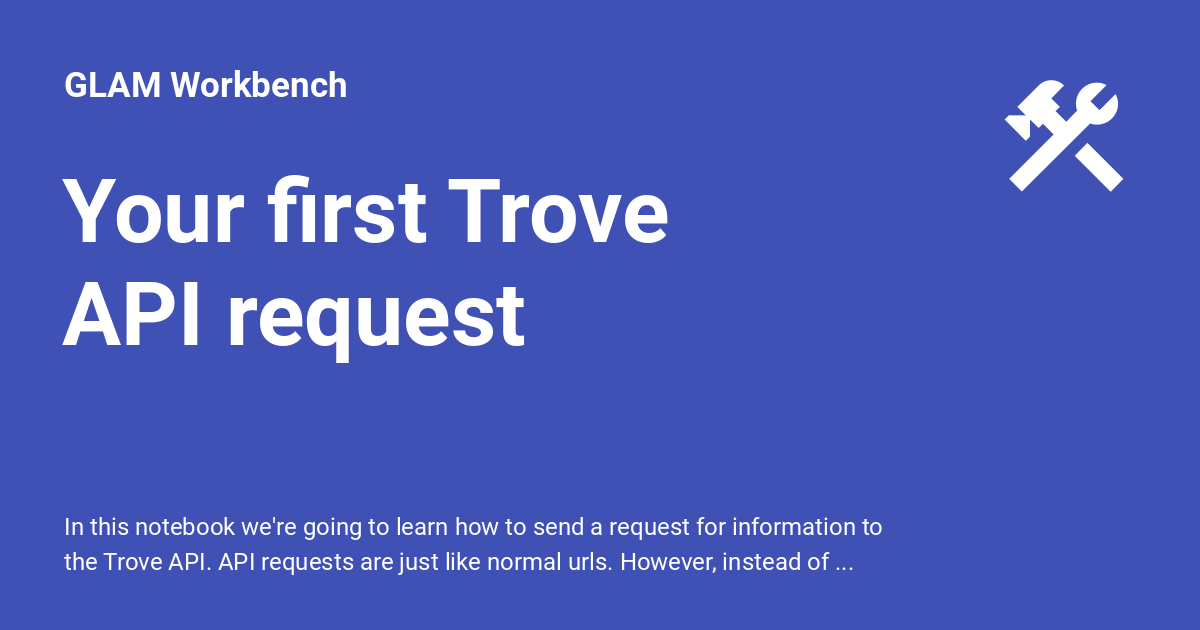 GLAM Workbench
Your first Trove
API request
In this notebook we're going to learn how to send a request for information to
the Trove API. API requests are just like normal urls. However, instead of ...